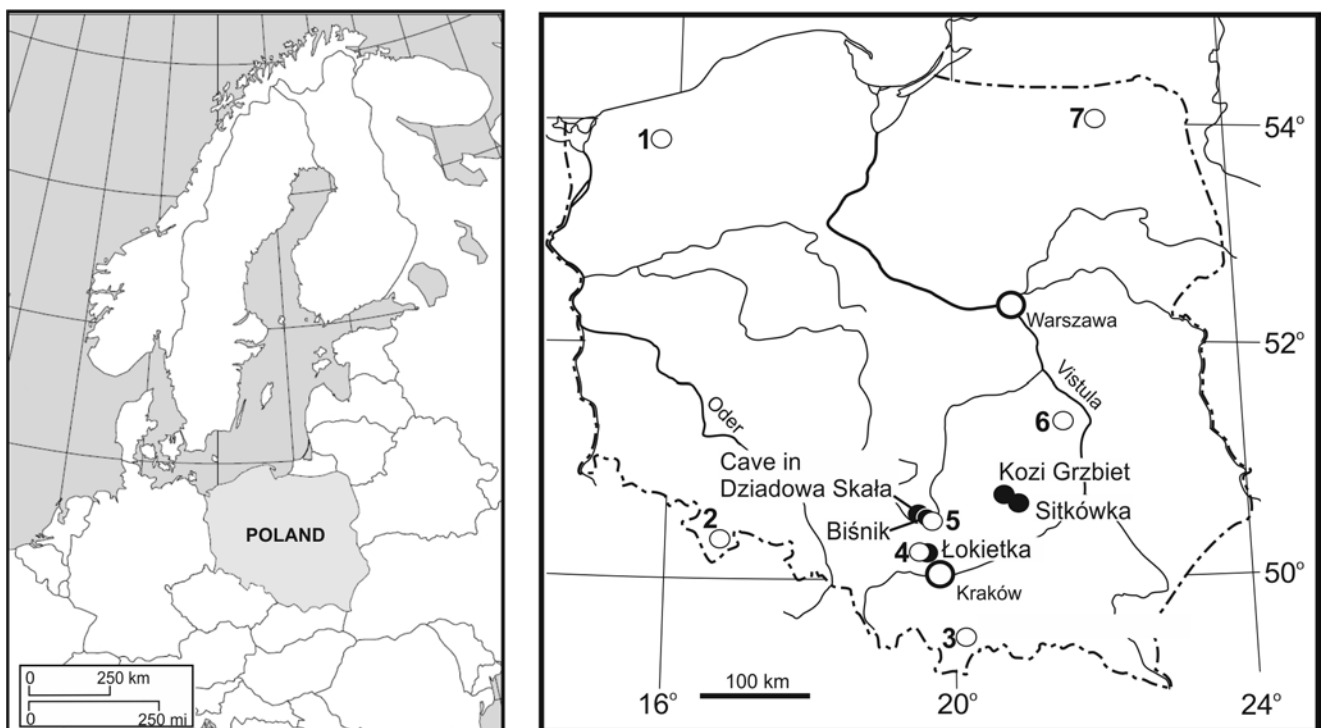 POLAND
0 250 km
0 250 mi
1
7
54°
Warszawa
52°
Vistula
Oder
6
Cave in
Dziadowa Skała
Kozi Grzbiet
Sitkówka
Biśnik
5
2
4
Łokietka
50°
Kraków
3
100 km
16°
20°
24°